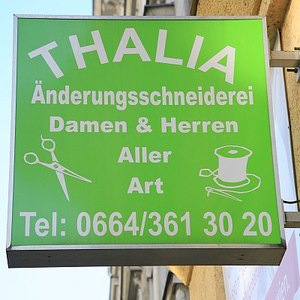 THALIA
Änderungsschneiderei
Damen & Herren
Aller
Art
Tel: 0664/361 30 20